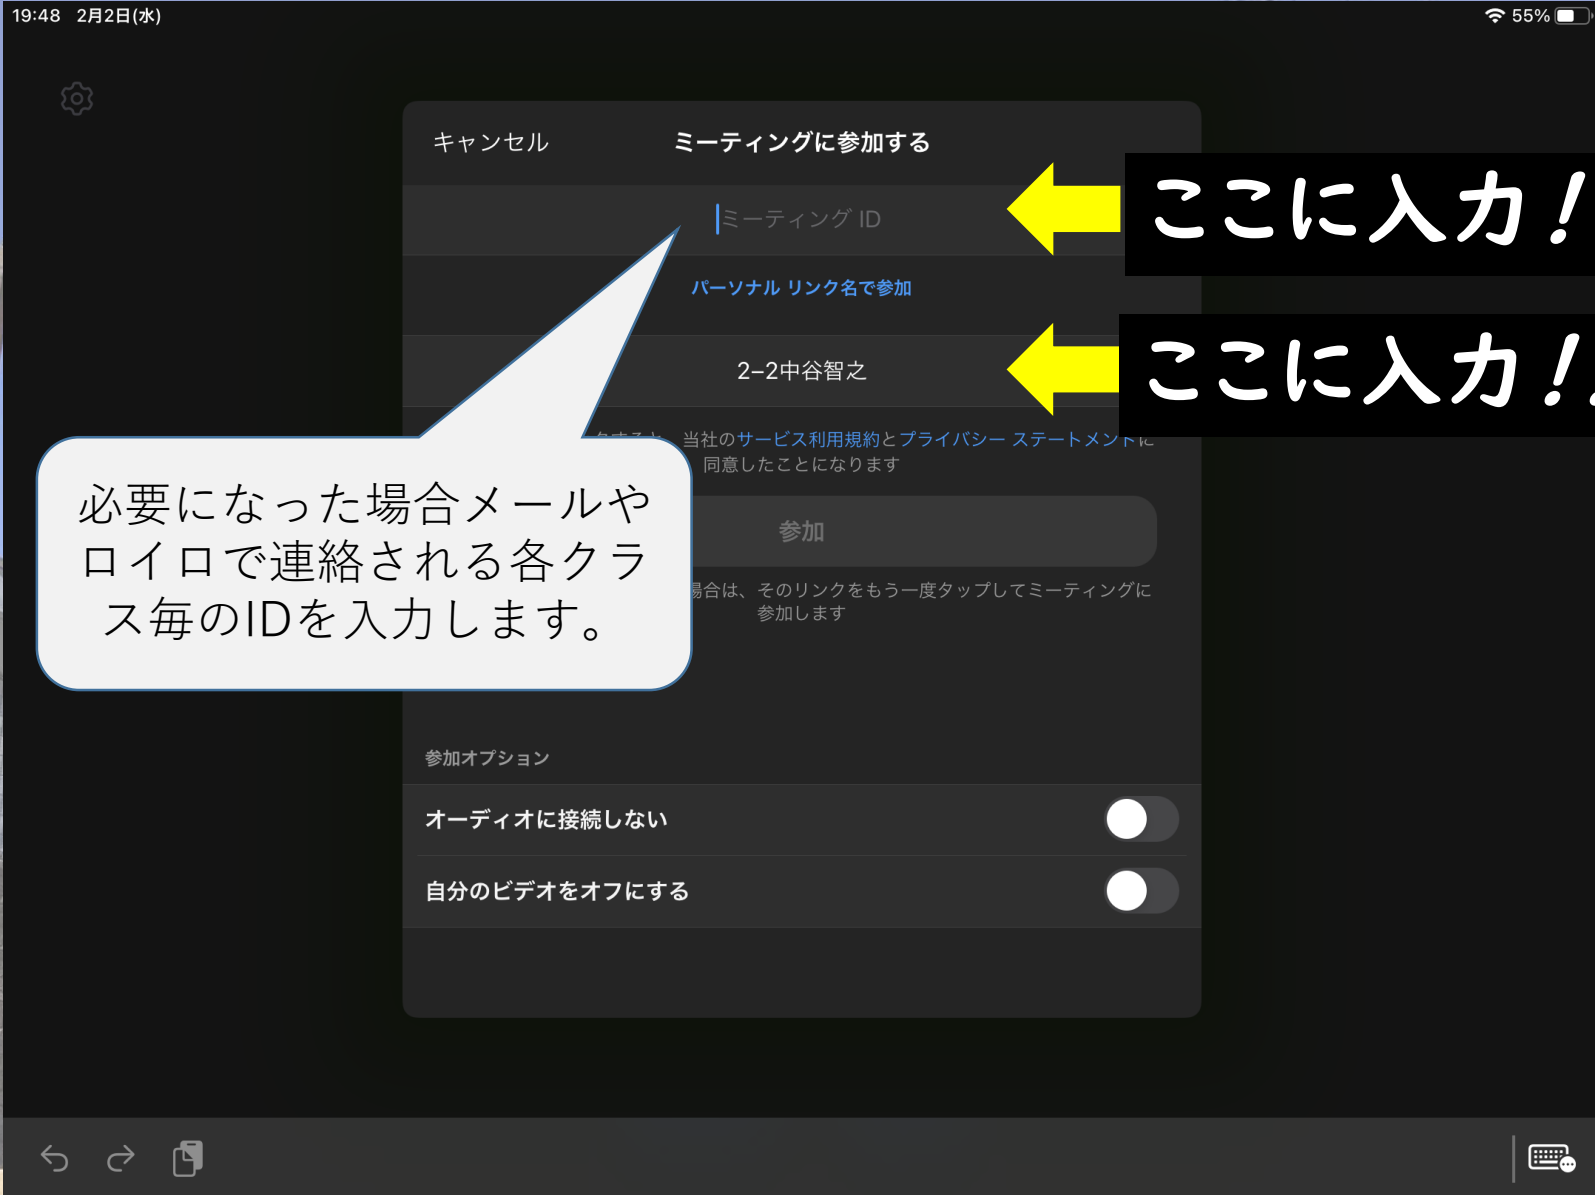 19:48 2月2日(水)
55%
キャンセル
ミーティングに参加する
ミーティング ID
ここに入力！
パーソナル リンク名で参加
2–2中谷智之
ここに入力！
当社のサービス利用規約とプライバシー ステートメントに
同意したことになります
必要になった場合メールや
ロイロで連絡される各クラ
ス毎のIDを入力します。
参加
場合は、そのリンクをもう一度タップしてミーティングに
参加します
参加オプション
オーディオに接続しない
自分のビデオをオフにする